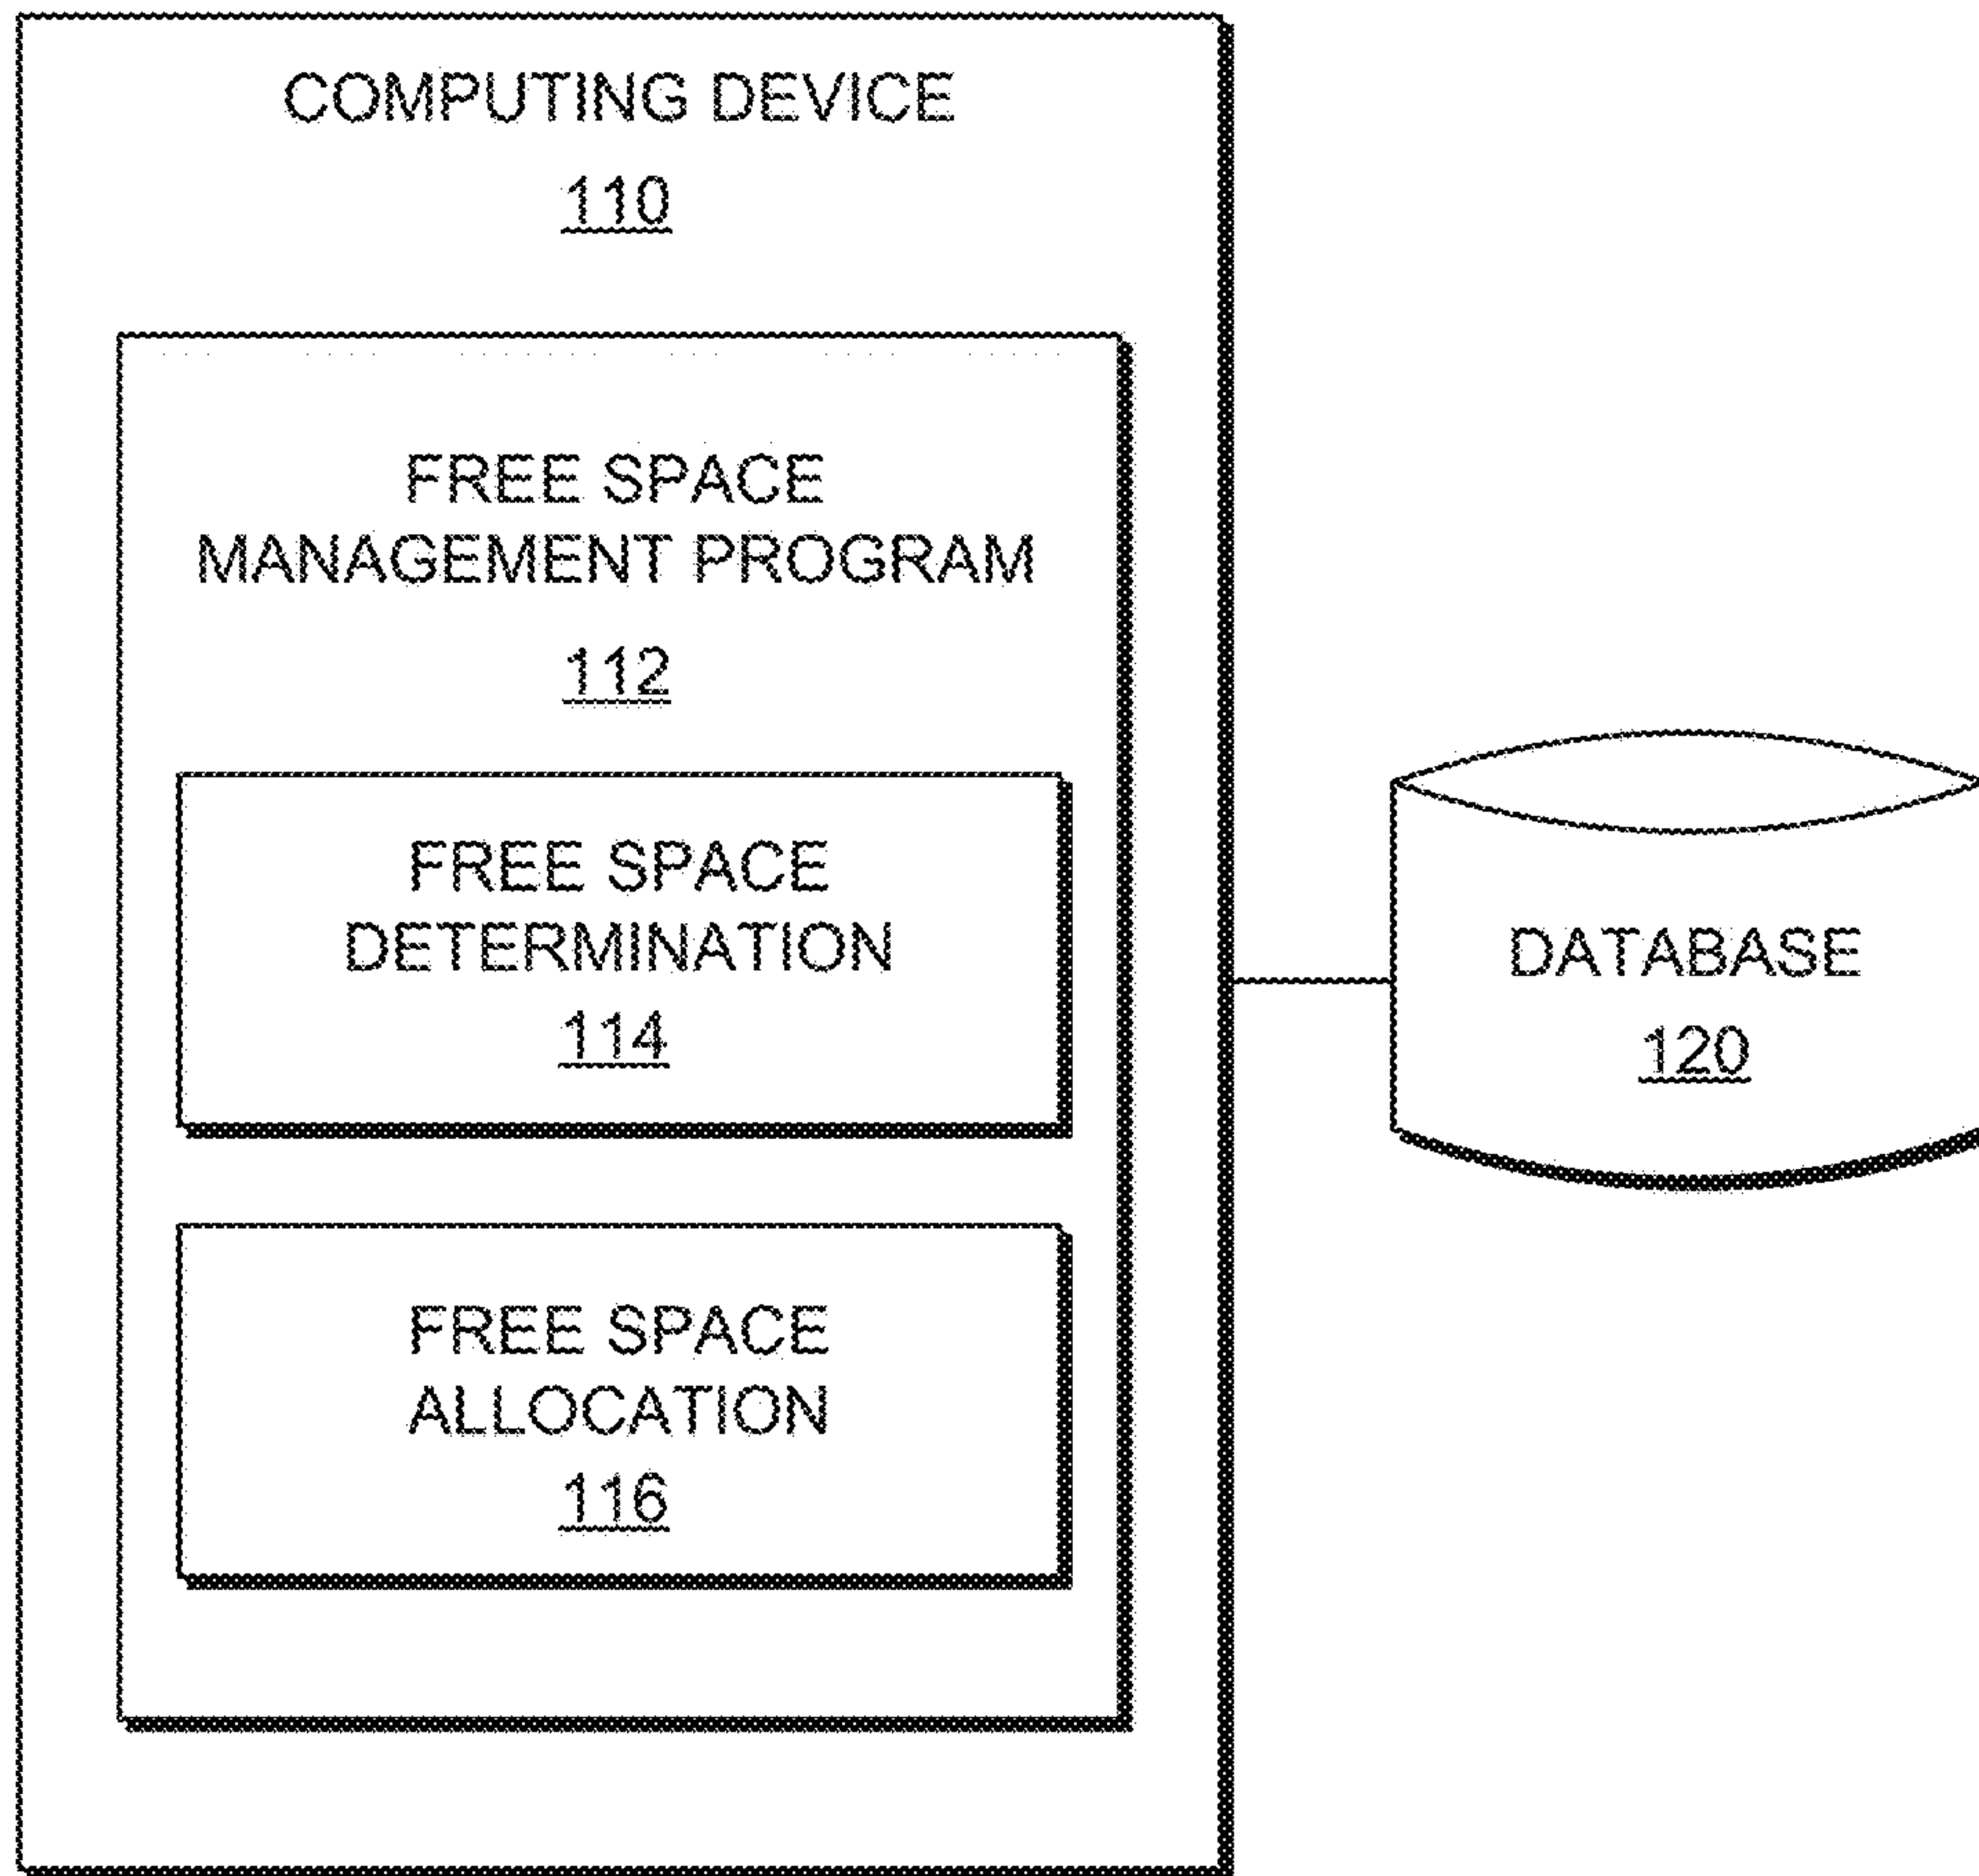 COMPUTING DEVICE
110
FREE SPACE
MANAGEMENT PROGRAM
112
FREE SPACE
DETERMINATION
114
FREE SPACE
ALLOCATION
116
DATABASE
120